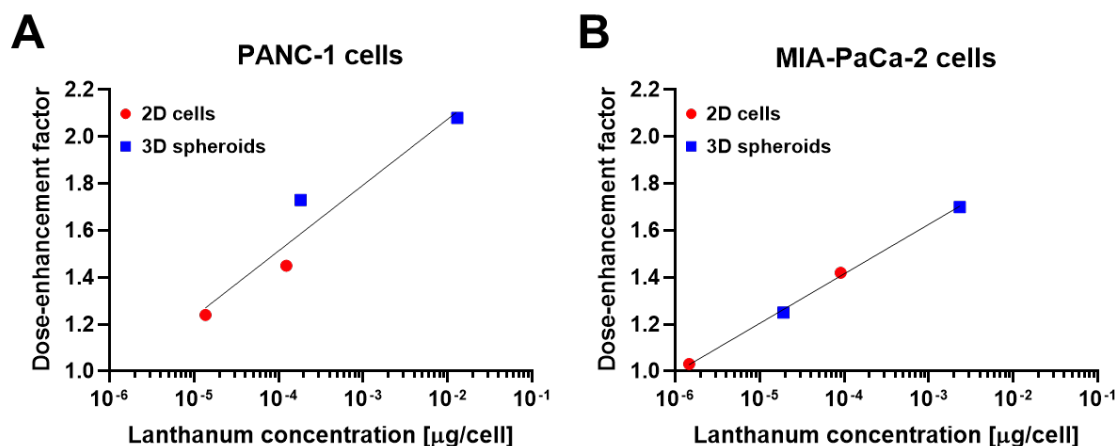 A
PANC-1 cells
Dose-enhancement factor
2.2
2.0
1.8
1.6
1.4
1.2
1.0
2D cells
3D spheroids
10⁻⁶ 10⁻⁵ 10⁻⁴ 10⁻³ 10⁻² 10⁻¹
Lanthanum concentration [µg/cell]
B
MIA-PaCa-2 cells
Dose-enhancement factor
2.2
2.0
1.8
1.6
1.4
1.2
1.0
2D cells
3D spheroids
10⁻⁶ 10⁻⁵ 10⁻⁴ 10⁻³ 10⁻² 10⁻¹
Lanthanum concentration [µg/cell]